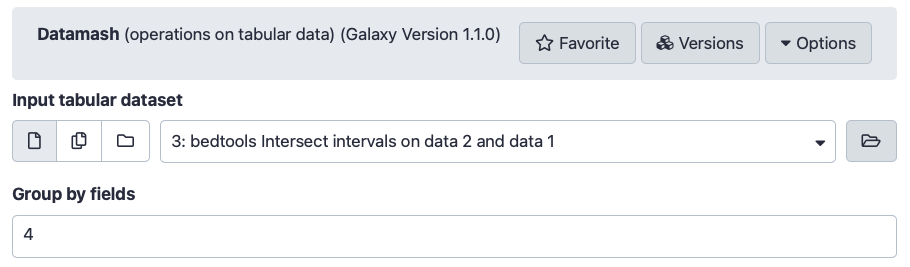 Datamash (operations on tabular data) (Galaxy Version 1.1.0) Favorite Versions Options
Input tabular dataset
3: bedtools Intersect intervals on data 2 and data 1
Group by fields
4